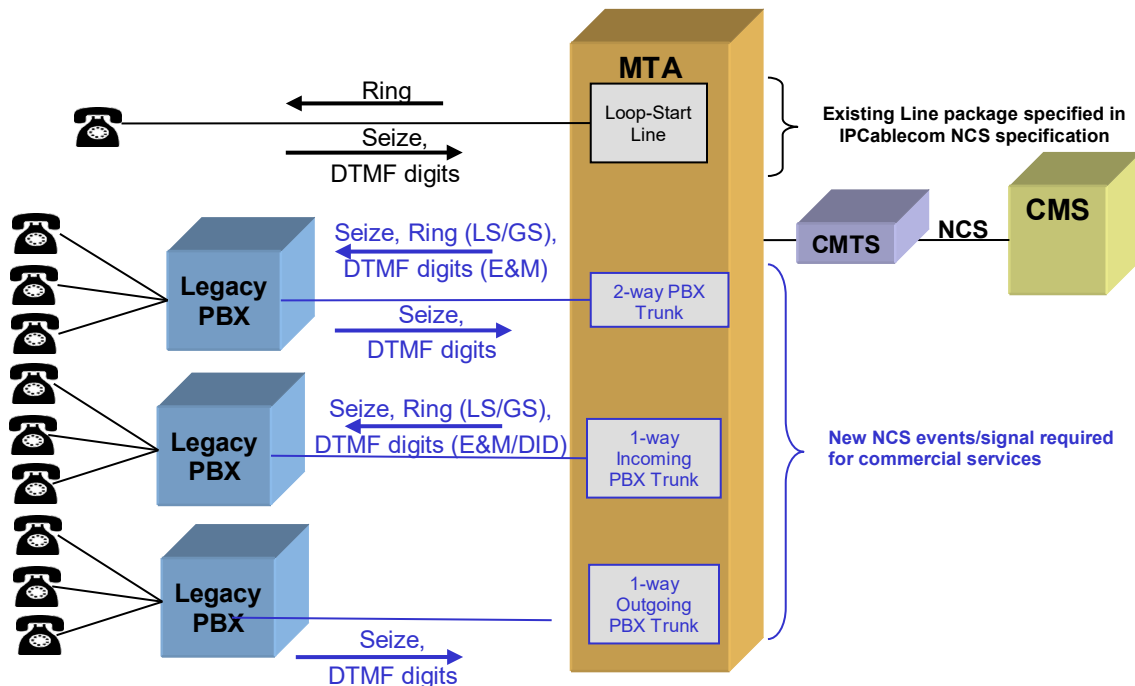 MTA
Ring
Loop-Start
Line
Seize,
DTMF digits
Existing Line package specified in
IPCablecom NCS specification
CMTS
NCS
CMS
Legacy
PBX
Seize, Ring (LS/GS),
DTMF digits (E&M)
Seize,
DTMF digits
2-way PBX
Trunk
Legacy
PBX
Seize, Ring (LS/GS),
DTMF digits (E&M/DID)
1-way
Incoming
PBX Trunk
New NCS events/signal required
for commercial services
Legacy
PBX
Seize,
DTMF digits
1-way
Outgoing
PBX Trunk